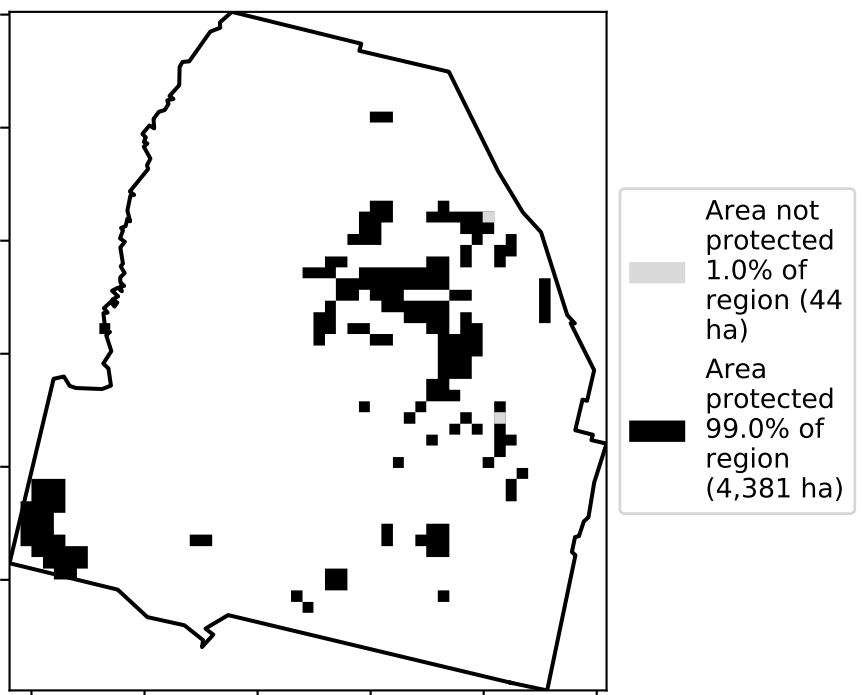 Area not
protected
1.0% of
region (44
ha)
Area
protected
99.0% of
region
(4,381 ha)